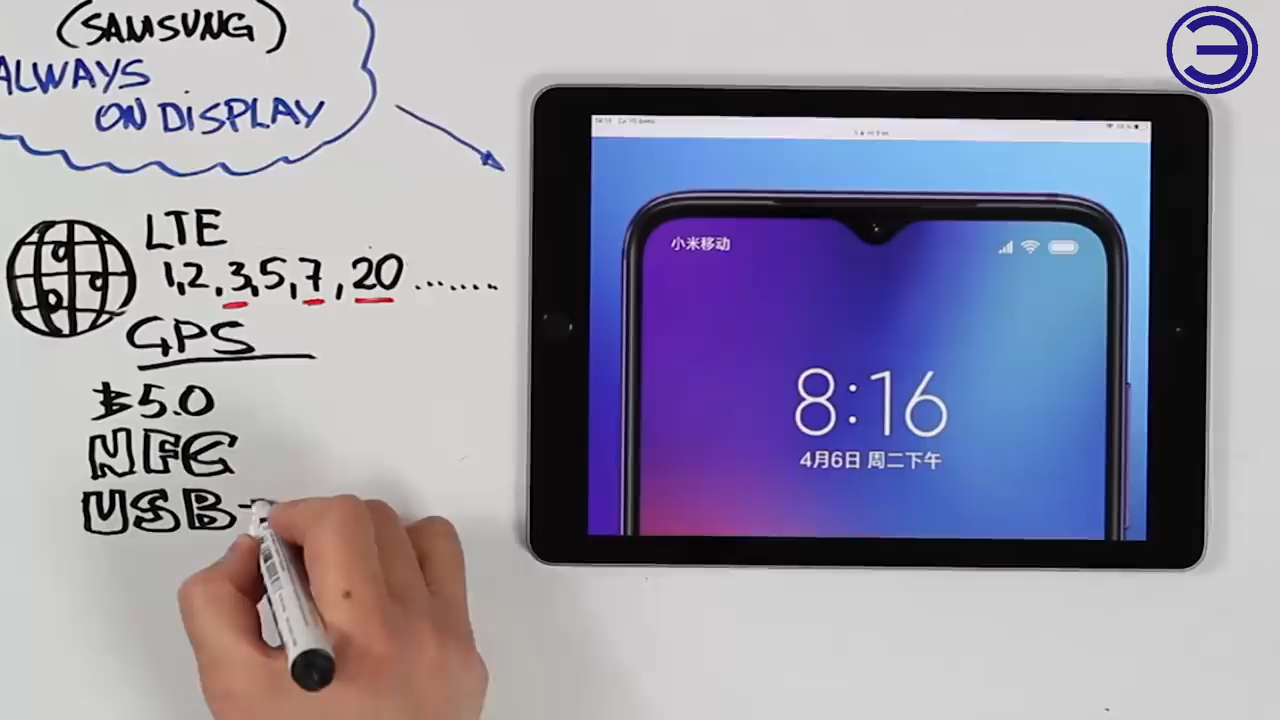 (SAMSUNG)
ALWAYS
ON DISPLAY
LTE
1,2,3,5,7,20.......
GPS
5.0
NFC
USB-
小米移动
8:16
4月6日 周二下午
Э